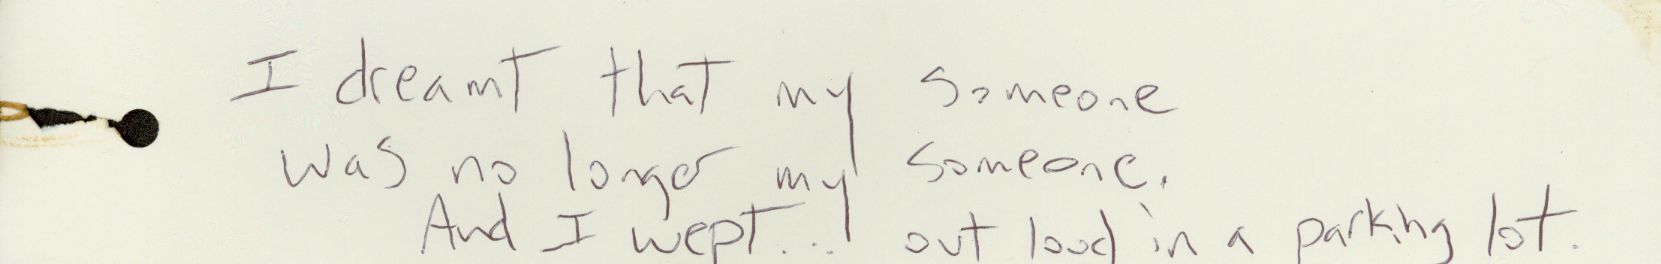 I dreamt that my someone
was no longer my someone.
And I wept... out loud in a parking lot.